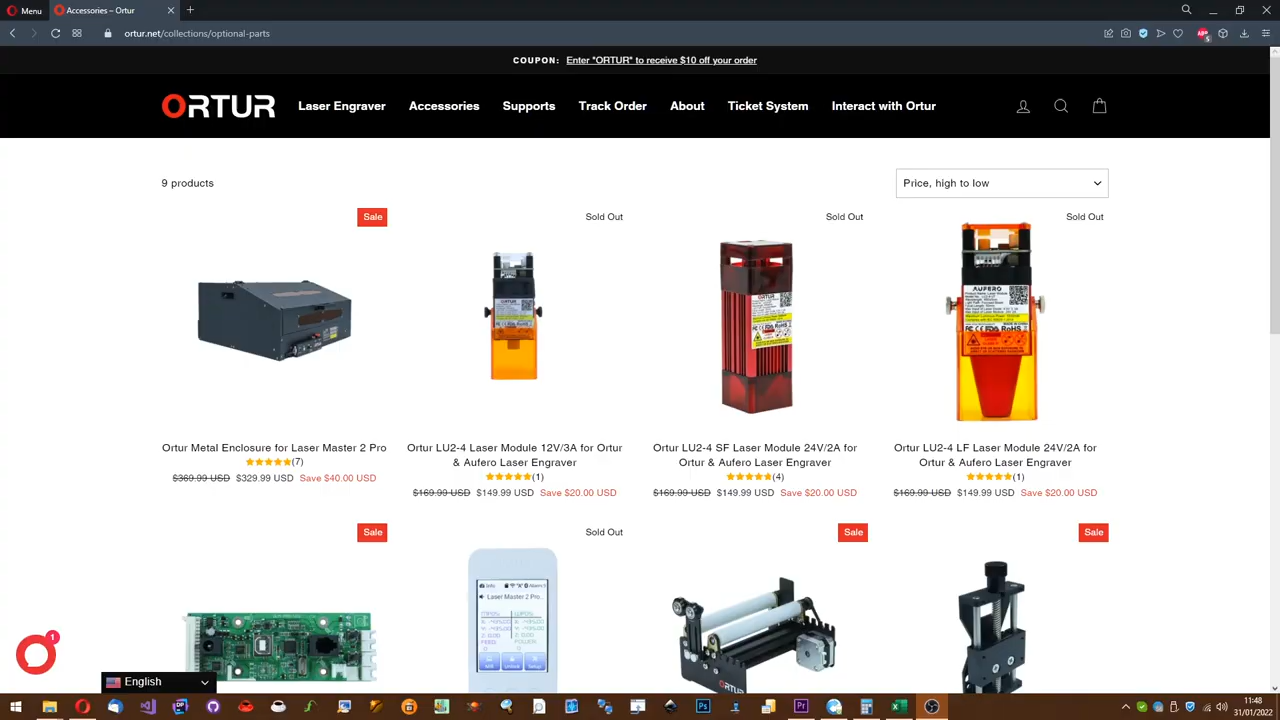 Menu
Accessories – Ortur
ortur.net/collections/optional-parts
COUPON: Enter "ORTUR" to receive $10 off your order
ORTUR Laser Engraver Accessories Supports Track Order About Ticket System Interact with Ortur
9 products
Price, high to low
Sale
Sold Out
Sold Out
Sold Out
Ortur Metal Enclosure for Laser Master 2 Pro
(7)
$369.99 USD $329.99 USD Save $40.00 USD
Ortur LU2-4 Laser Module 12V/3A for Ortur
& Aufero Laser Engraver
(1)
$169.99 USD $149.99 USD Save $20.00 USD
Ortur LU2-4 SF Laser Module 24V/2A for
Ortur & Aufero Laser Engraver
(4)
$169.99 USD $149.99 USD Save $20.00 USD
AUFERO
Ortur LU2-4 LF Laser Module 24V/2A for
Ortur & Aufero Laser Engraver
(1)
$169.99 USD $149.99 USD Save $20.00 USD
Sale
Sold Out
Sale
Sale
Laser Master 2 Pro...
ORTUR
1
English
11:48
31/01/2022